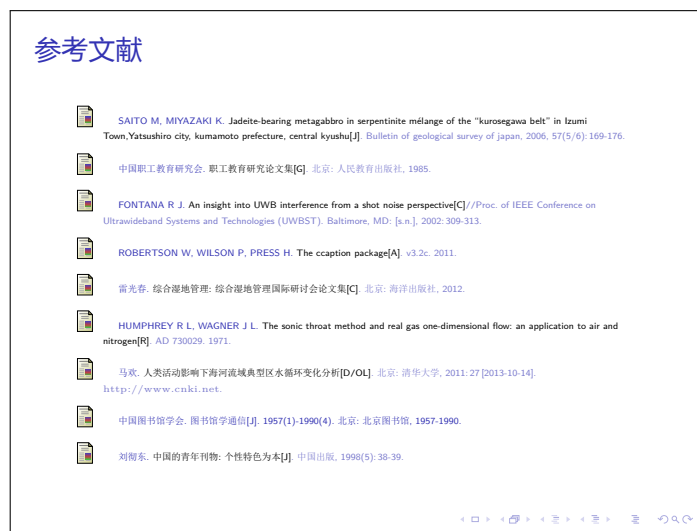 参考文献
SAITO M, MIYAZAKI K. Jadeite-bearing metagabbro in serpentinite mélange of the “kurosegawa belt” in Izumi
Town,Yatsushiro city, kumamoto prefecture, central kyushu[J]. Bulletin of geological survey of japan, 2006, 57(5/6): 169-176.
中国职工教育研究会. 职工教育研究论文集[G]. 北京: 人民教育出版社, 1985.
FONTANA R J. An insight into UWB interference from a shot noise perspective[C]//Proc. of IEEE Conference on
Ultrawideband Systems and Technologies (UWBST). Baltimore, MD: [s.n.], 2002: 309-313.
ROBERTSON W, WILSON P, PRESS H. The ccaption package[A]. v3.2c. 2011.
雷光春. 综合湿地管理: 综合湿地管理国际研讨会论文集[C]. 北京: 海洋出版社, 2012.
HUMPHREY R L, WAGNER J L. The sonic throat method and real gas one-dimensional flow: an application to air and
nitrogen[R]. AD 730029. 1971.
马欢. 人类活动影响下海河流域典型区水循环变化分析[D/OL]. 北京: 清华大学, 2011: 27 [2013-10-14].
http://www.cnki.net.
中国图书馆学会. 图书馆学通信[J]. 1957(1)-1990(4). 北京: 北京图书馆, 1957-1990.
刘彻东. 中国的青年刊物: 个性特色为本[J]. 中国出版, 1998(5): 38-39.